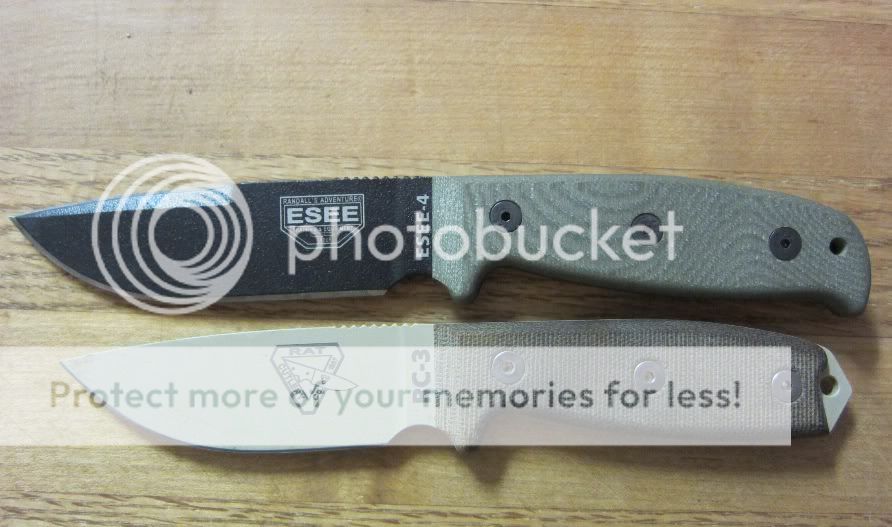 RANDALL'S ADVENTURE
ESEE
ESEE-4
photobucket
RAT
RC-3
Protect more of your memories for less!